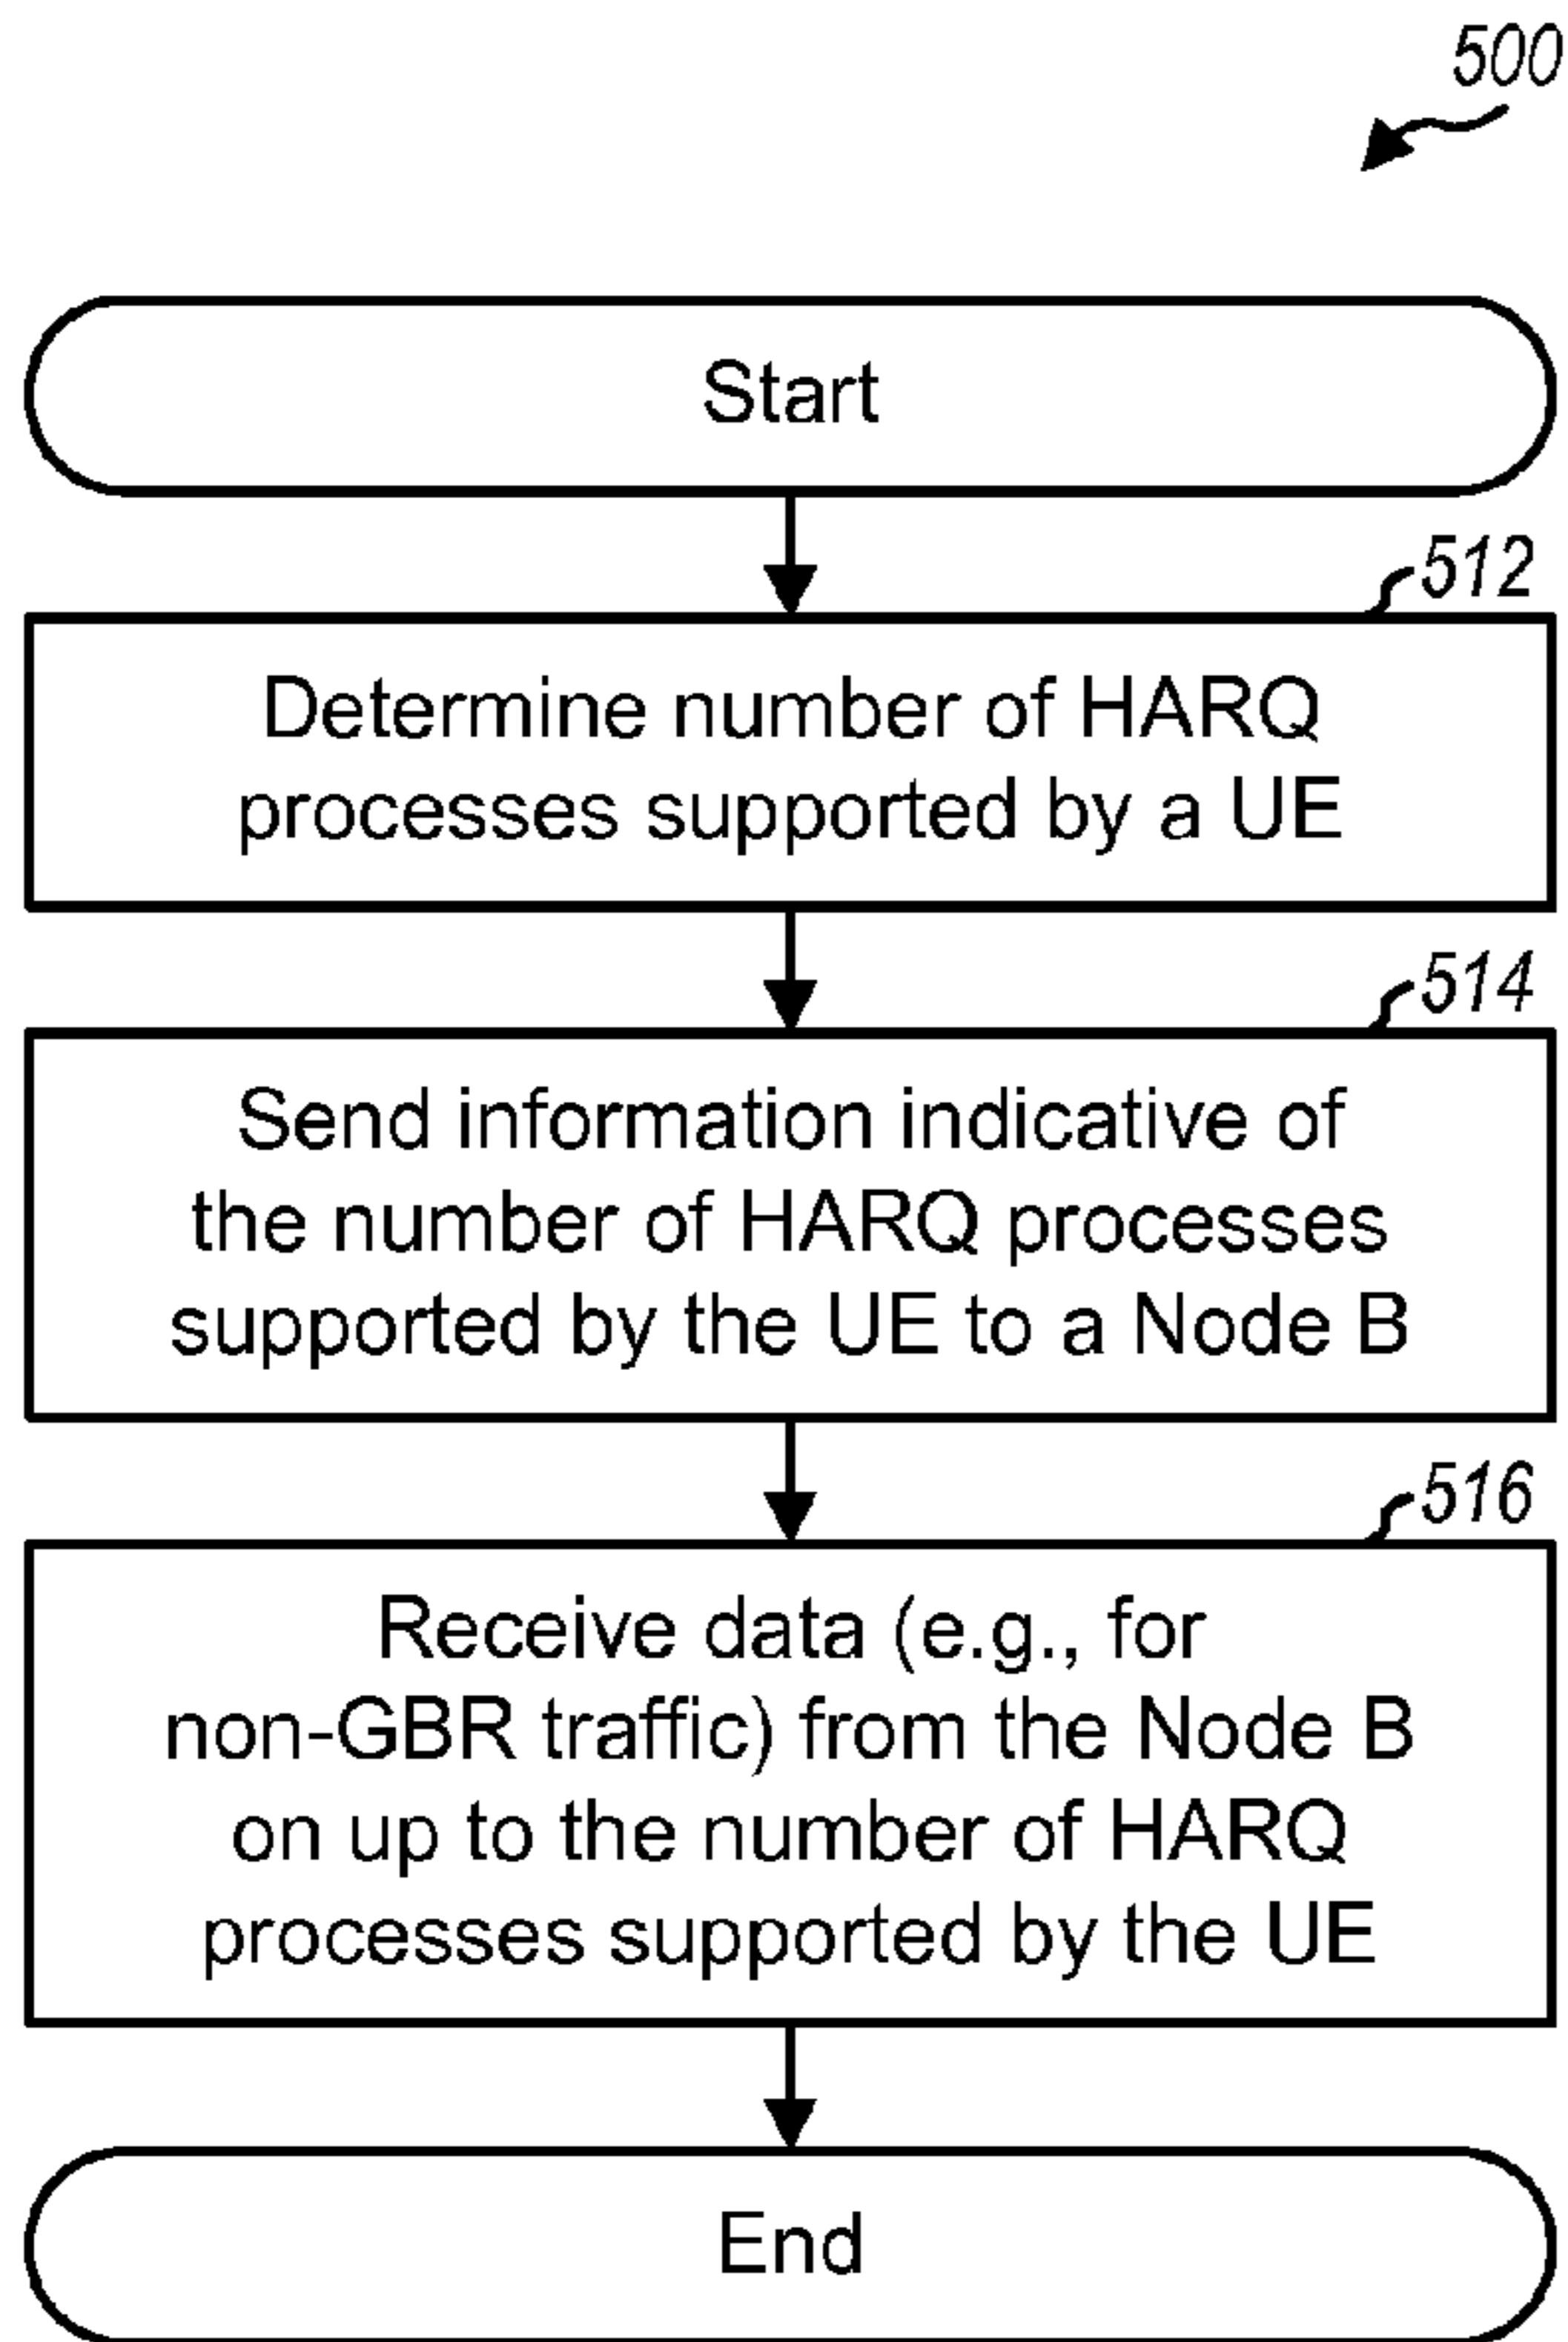 500
Start
512
Determine number of HARQ
processes supported by a UE
514
Send information indicative of
the number of HARQ processes
supported by the UE to a Node B
516
Receive data (e.g., for
non-GBR traffic) from the Node B
on up to the number of HARQ
processes supported by the UE
End